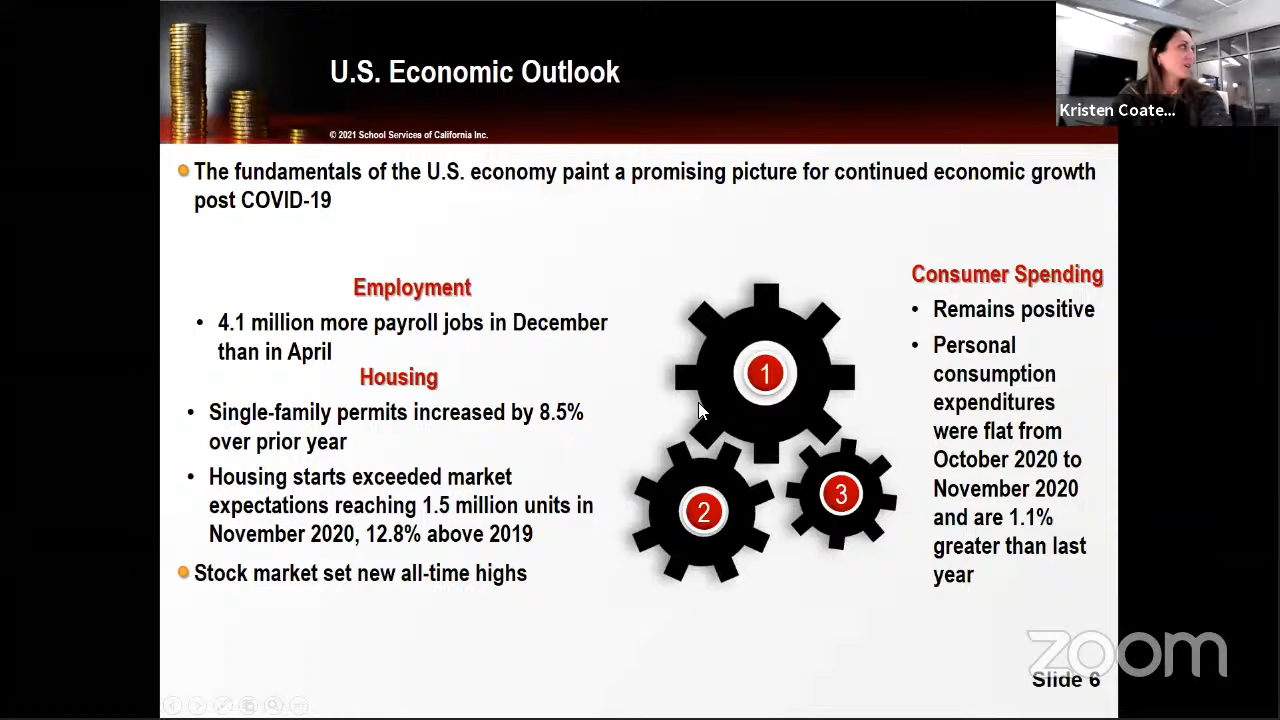 U.S. Economic Outlook
© 2021 School Services of California Inc.
Kristen Coate...
The fundamentals of the U.S. economy paint a promising picture for continued economic growth
post COVID-19
Employment
• 4.1 million more payroll jobs in December
than in April
Housing
• Single-family permits increased by 8.5%
over prior year
• Housing starts exceeded market
expectations reaching 1.5 million units in
November 2020, 12.8% above 2019
Stock market set new all-time highs
1
2
3
Consumer Spending
• Remains positive
• Personal
consumption
expenditures
were flat from
October 2020 to
November 2020
and are 1.1%
greater than last
year
zoom
Slide 6